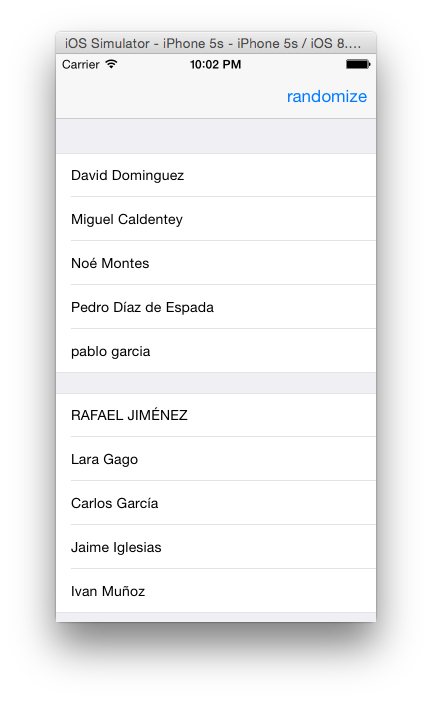 iOS Simulator - iPhone 5s - iPhone 5s / iOS 8....
Carrier 10:02 PM
randomize
David Dominguez
Miguel Caldentey
Noé Montes
Pedro Díaz de Espada
pablo garcia
RAFAEL JIMÉNEZ
Lara Gago
Carlos García
Jaime Iglesias
Ivan Muñoz